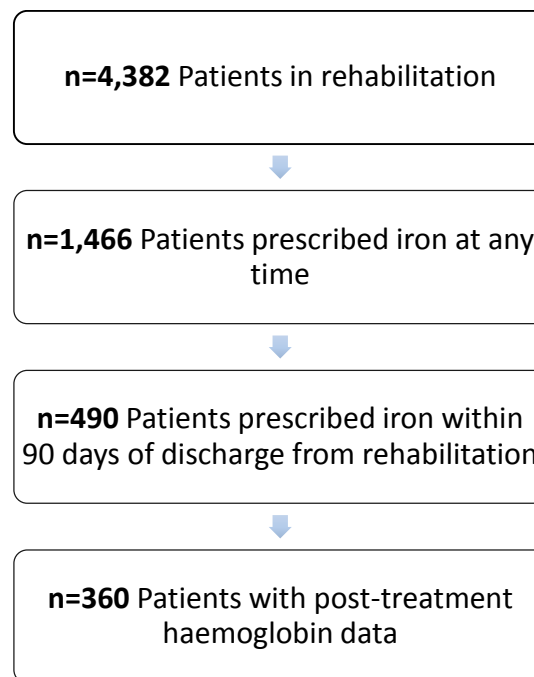 n=4,382 Patients in rehabilitation
n=1,466 Patients prescribed iron at any
time
n=490 Patients prescribed iron within
90 days of discharge from rehabilitation
n=360 Patients with post-treatment
haemoglobin data